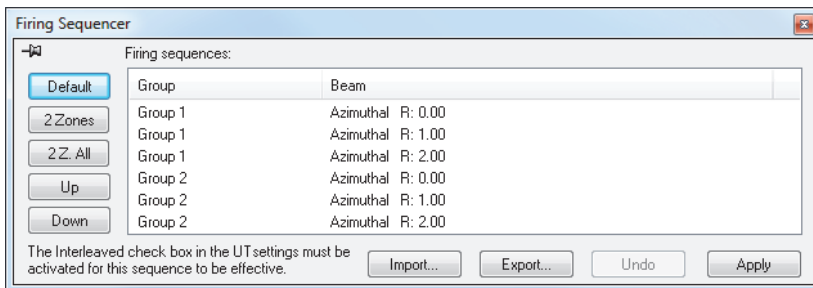 Firing Sequencer
Firing sequences:
Default
2 Zones
2 Z. All
Up
Down
Group Beam
Group 1 Azimuthal R: 0.00
Group 1 Azimuthal R: 1.00
Group 1 Azimuthal R: 2.00
Group 2 Azimuthal R: 0.00
Group 2 Azimuthal R: 1.00
Group 2 Azimuthal R: 2.00
The Interleaved check box in the UT settings must be
activated for this sequence to be effective.
Import... Export... Undo Apply